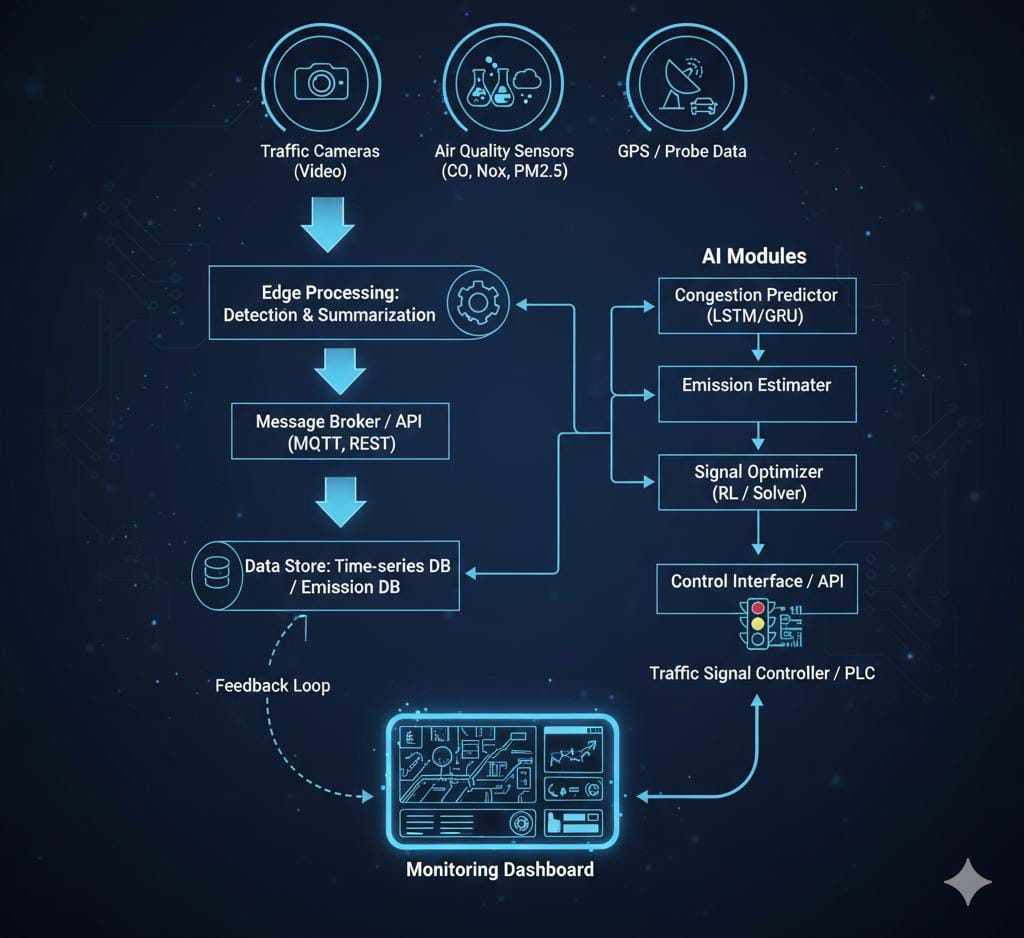 Traffic Cameras
(Video)
Air Quality Sensors
(CO, Nox, PM2.5)
GPS / Probe Data
AI Modules
Edge Processing:
Detection & Summarization
Congestion Predictor
(LSTM/GRU)
Message Broker / API
(MQTT, REST)
Emission Estimater
Signal Optimizer
(RL / Solver)
Data Store: Time-series DB
/ Emission DB
Control Interface / API
Traffic Signal Controller / PLC
Feedback Loop
Monitoring Dashboard